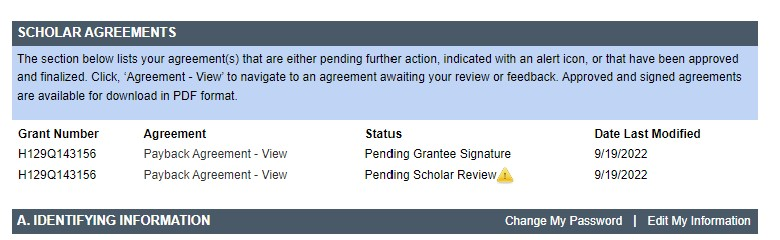 SCHOLAR AGREEMENTS
The section below lists your agreement(s) that are either pending further action, indicated with an alert icon, or that have been approved
and finalized. Click, ‘Agreement - View’ to navigate to an agreement awaiting your review or feedback. Approved and signed agreements
are available for download in PDF format.
Grant Number Agreement Status Date Last Modified
H129Q143156 Payback Agreement - View Pending Grantee Signature 9/19/2022
H129Q143156 Payback Agreement - View Pending Scholar Review 9/19/2022
A. IDENTIFYING INFORMATION Change My Password | Edit My Information